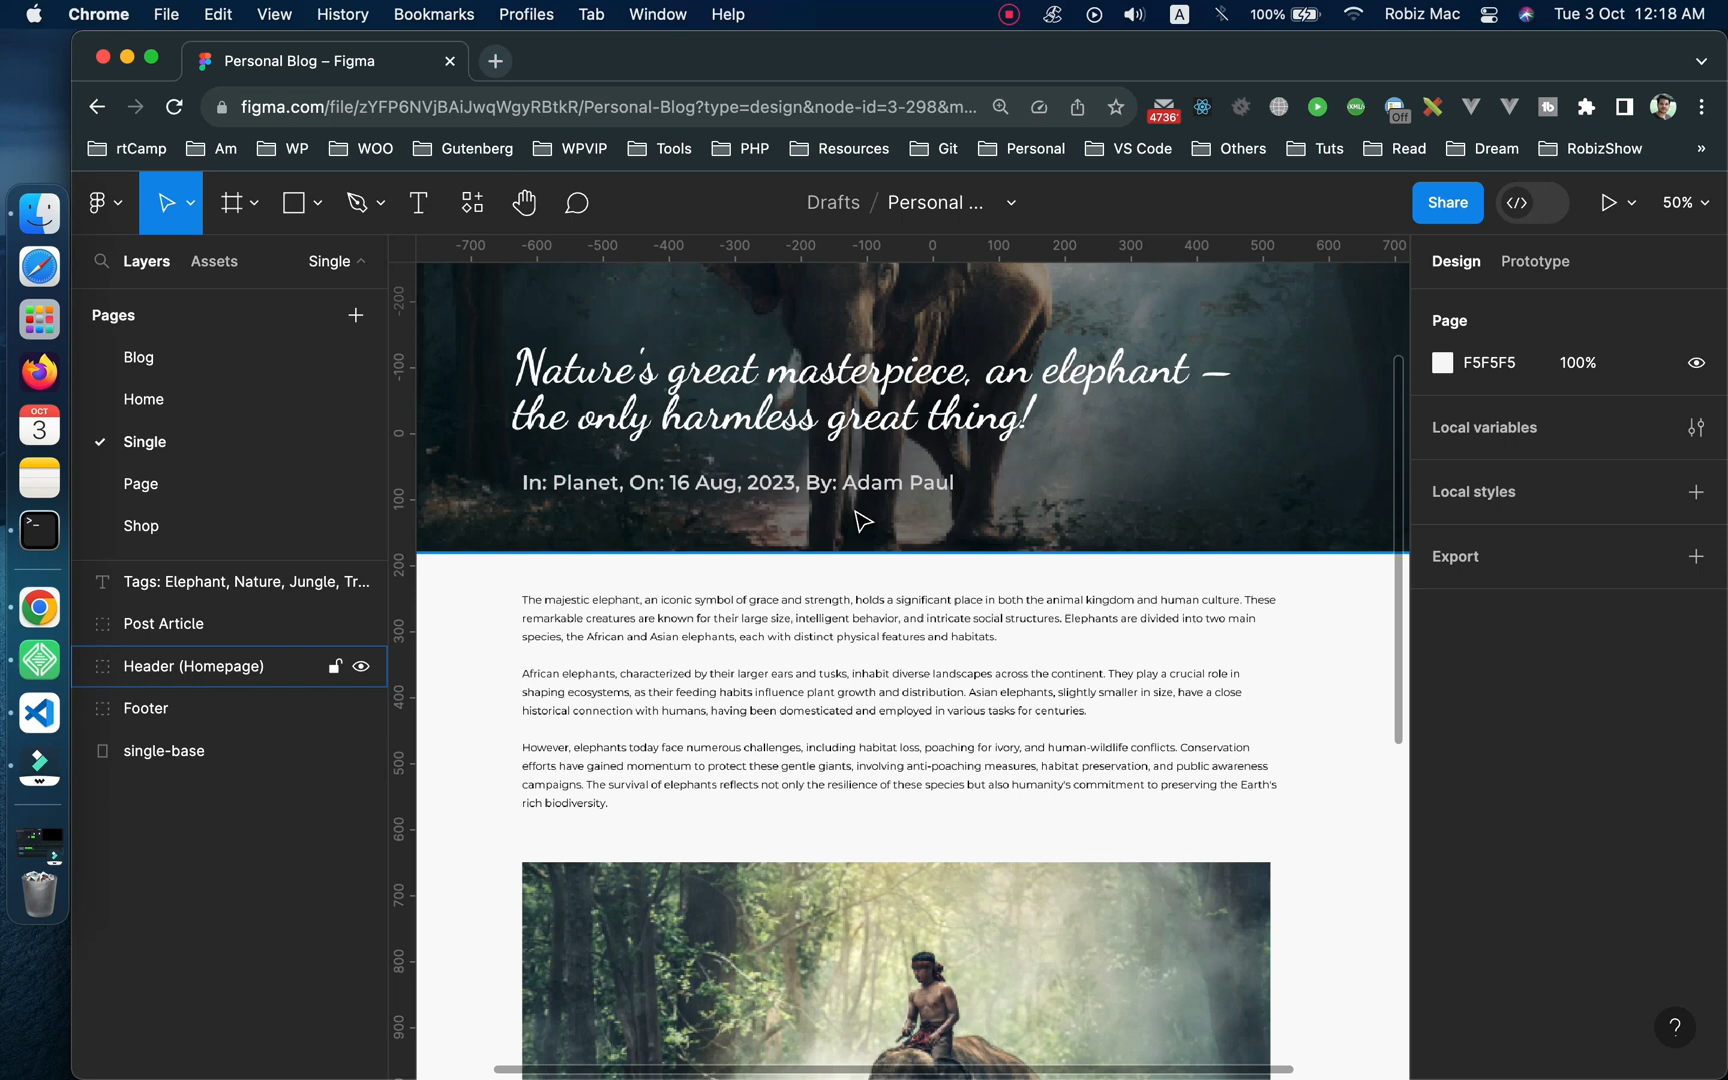 Chrome File Edit View History Bookmarks Profiles Tab Window Help
A 100% Robiz Mac Tue 3 Oct 12:18 AM
Personal Blog – Figma
figma.com/file/zYFP6NVjBAiJwqWgyRBtkR/Personal-Blog?type=design&node-id=3-298&m...
4736
Off
rtCamp Am WP WOO Gutenberg WPVIP Tools PHP Resources Git Personal VS Code Others Tuts Read Dream RobizShow »
Drafts / Personal ...
Share
50%
Layers Assets Single
-700 -600 -500 -400 -300 -200 -100 0 100 200 300 400 500 600 700
Design Prototype
Pages
Blog
Home
Single
Page
Shop
Tags: Elephant, Nature, Jungle, Tr...
Post Article
Header (Homepage)
Footer
single-base
OCT
3
-200
-100
0
100
200
300
400
500
600
700
800
900
Nature's great masterpiece, an elephant –
the only harmless great thing!
In: Planet, On: 16 Aug, 2023, By: Adam Paul
The majestic elephant, an iconic symbol of grace and strength, holds a significant place in both the animal kingdom and human culture. These
remarkable creatures are known for their large size, intelligent behavior, and intricate social structures. Elephants are divided into two main
species, the African and Asian elephants, each with distinct physical features and habitats.
African elephants, characterized by their larger ears and tusks, inhabit diverse landscapes across the continent. They play a crucial role in
shaping ecosystems, as their feeding habits influence plant growth and distribution. Asian elephants, slightly smaller in size, have a close
historical connection with humans, having been domesticated and employed in various tasks for centuries.
However, elephants today face numerous challenges, including habitat loss, poaching for ivory, and human-wildlife conflicts. Conservation
efforts have gained momentum to protect these gentle giants, involving anti-poaching measures, habitat preservation, and public awareness
campaigns. The survival of elephants reflects not only the resilience of these species but also humanity's commitment to preserving the Earth's
rich biodiversity.
Page
F5F5F5 100%
Local variables
Local styles
Export
?